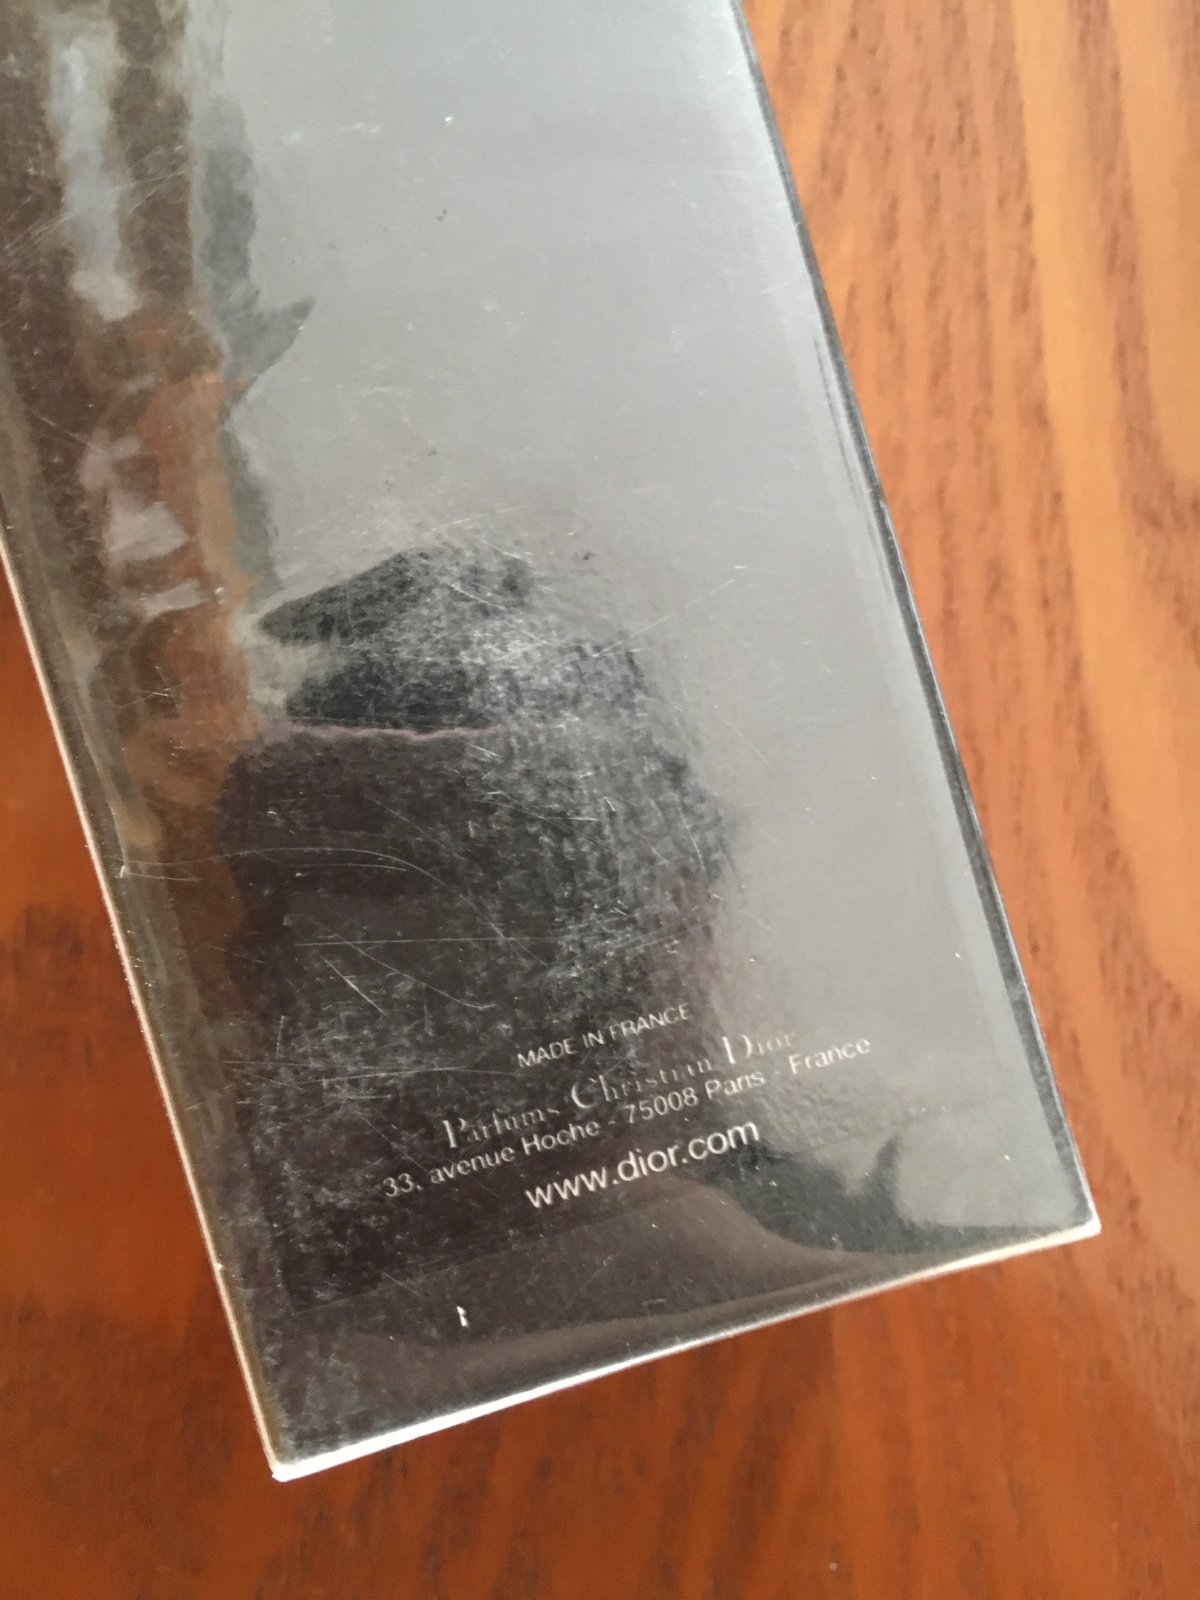 MADE IN FRANCE
Parfums Christian Dior
33, avenue Hoche - 75008 Paris - France
www.dior.com